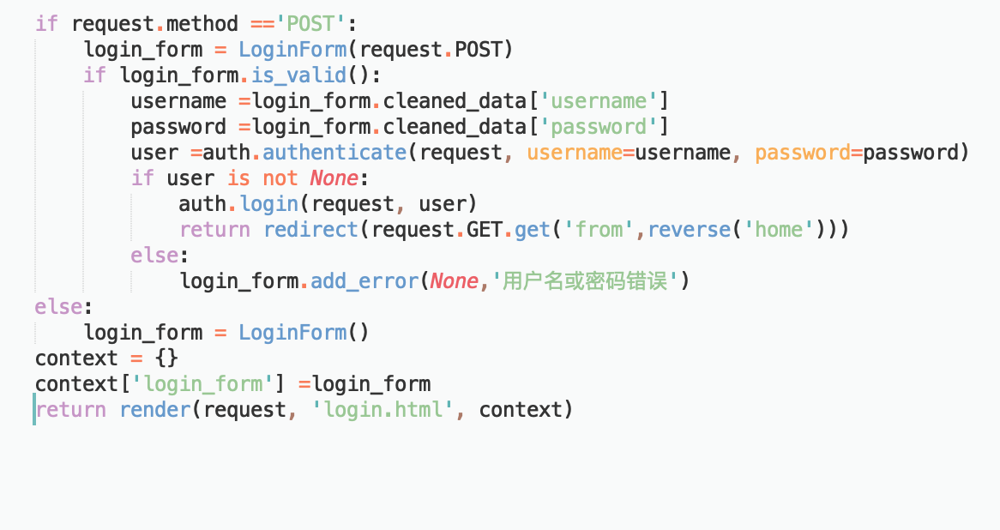 if request.method =='POST':
    login_form = LoginForm(request.POST)
    if login_form.is_valid():
        username =login_form.cleaned_data['username']
        password =login_form.cleaned_data['password']
        user =auth.authenticate(request, username=username, password=password)
        if user is not None:
            auth.login(request, user)
            return redirect(request.GET.get('from',reverse('home')))
        else:
            login_form.add_error(None,'用户名或密码错误')
else:
    login_form = LoginForm()
context = {}
context['login_form'] =login_form
return render(request, 'login.html', context)